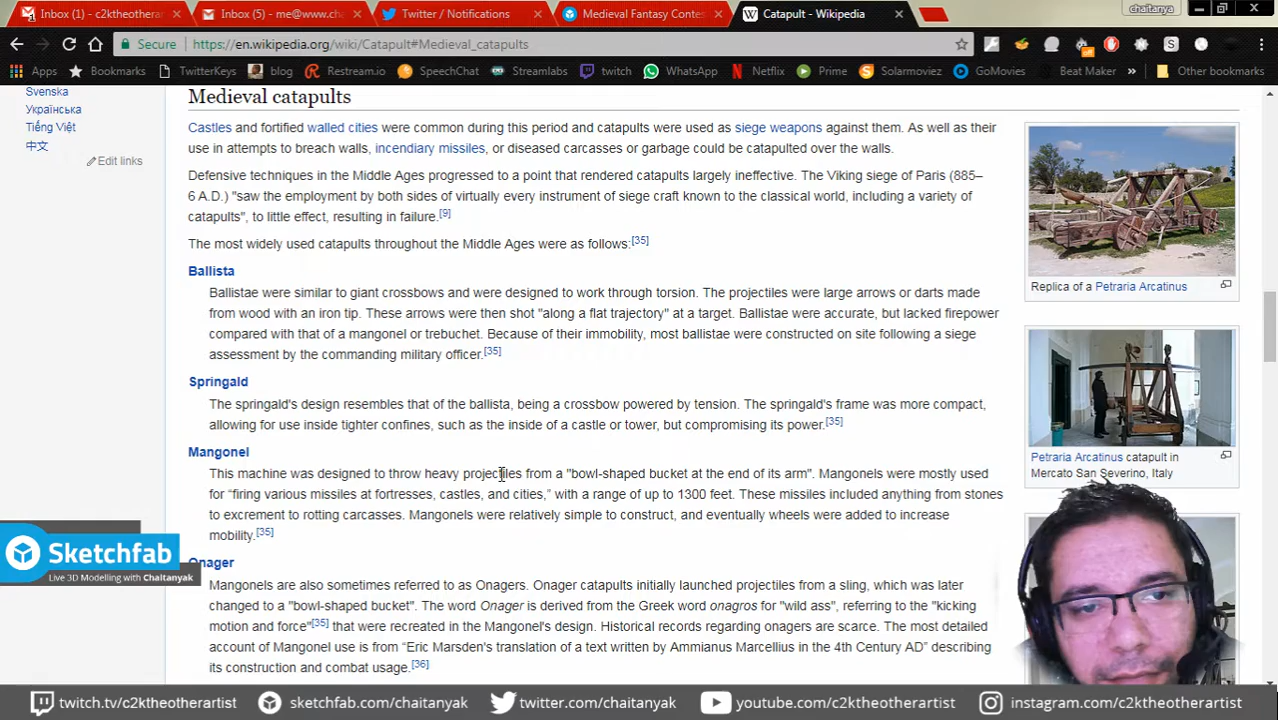 Inbox (1) - c2ktheotherar
Inbox (5) - me@www.cha
Twitter / Notifications
Medieval Fantasy Contes
Catapult - Wikipedia
chaitanya
Secure
https://en.wikipedia.org/wiki/Catapult#Medieval_catapults
off
Apps
Bookmarks
TwitterKeys
blog
Restream.io
SpeechChat
Streamlabs
twitch
WhatsApp
Netflix
Prime
Solarmoviez
GoMovies
Beat Maker
»
Other bookmarks
Svenska
Українська
Tiếng Việt
中文
Edit links
Medieval catapults
Castles and fortified walled cities were common during this period and catapults were used as siege weapons against them. As well as their
use in attempts to breach walls, incendiary missiles, or diseased carcasses or garbage could be catapulted over the walls.
Defensive techniques in the Middle Ages progressed to a point that rendered catapults largely ineffective. The Viking siege of Paris (885–
6 A.D.) "saw the employment by both sides of virtually every instrument of siege craft known to the classical world, including a variety of
catapults", to little effect, resulting in failure.[9]
The most widely used catapults throughout the Middle Ages were as follows:[35]
Ballista
Ballistae were similar to giant crossbows and were designed to work through torsion. The projectiles were large arrows or darts made
from wood with an iron tip. These arrows were then shot "along a flat trajectory" at a target. Ballistae were accurate, but lacked firepower
compared with that of a mangonel or trebuchet. Because of their immobility, most ballistae were constructed on site following a siege
assessment by the commanding military officer.[35]
Springald
The springald's design resembles that of the ballista, being a crossbow powered by tension. The springald's frame was more compact,
allowing for use inside tighter confines, such as the inside of a castle or tower, but compromising its power.[35]
Mangonel
This machine was designed to throw heavy projectiles from a "bowl-shaped bucket at the end of its arm". Mangonels were mostly used
for “firing various missiles at fortresses, castles, and cities,” with a range of up to 1300 feet. These missiles included anything from stones
to excrement to rotting carcasses. Mangonels were relatively simple to construct, and eventually wheels were added to increase
mobility.[35]
Onager
Mangonels are also sometimes referred to as Onagers. Onager catapults initially launched projectiles from a sling, which was later
changed to a "bowl-shaped bucket". The word Onager is derived from the Greek word onagros for "wild ass", referring to the "kicking
motion and force"[35] that were recreated in the Mangonel's design. Historical records regarding onagers are scarce. The most detailed
account of Mangonel use is from “Eric Marsden's translation of a text written by Ammianus Marcellius in the 4th Century AD” describing
its construction and combat usage.[36]
Replica of a Petraria Arcatinus
Petraria Arcatinus catapult in
Mercato San Severino, Italy
Sketchfab
Live 3D Modelling with Chaitanyak
twitch.tv/c2ktheotherartist
sketchfab.com/chaitanyak
twitter.com/chaitanyak
youtube.com/c2ktheotherartist
instagram.com/c2ktheotherartist